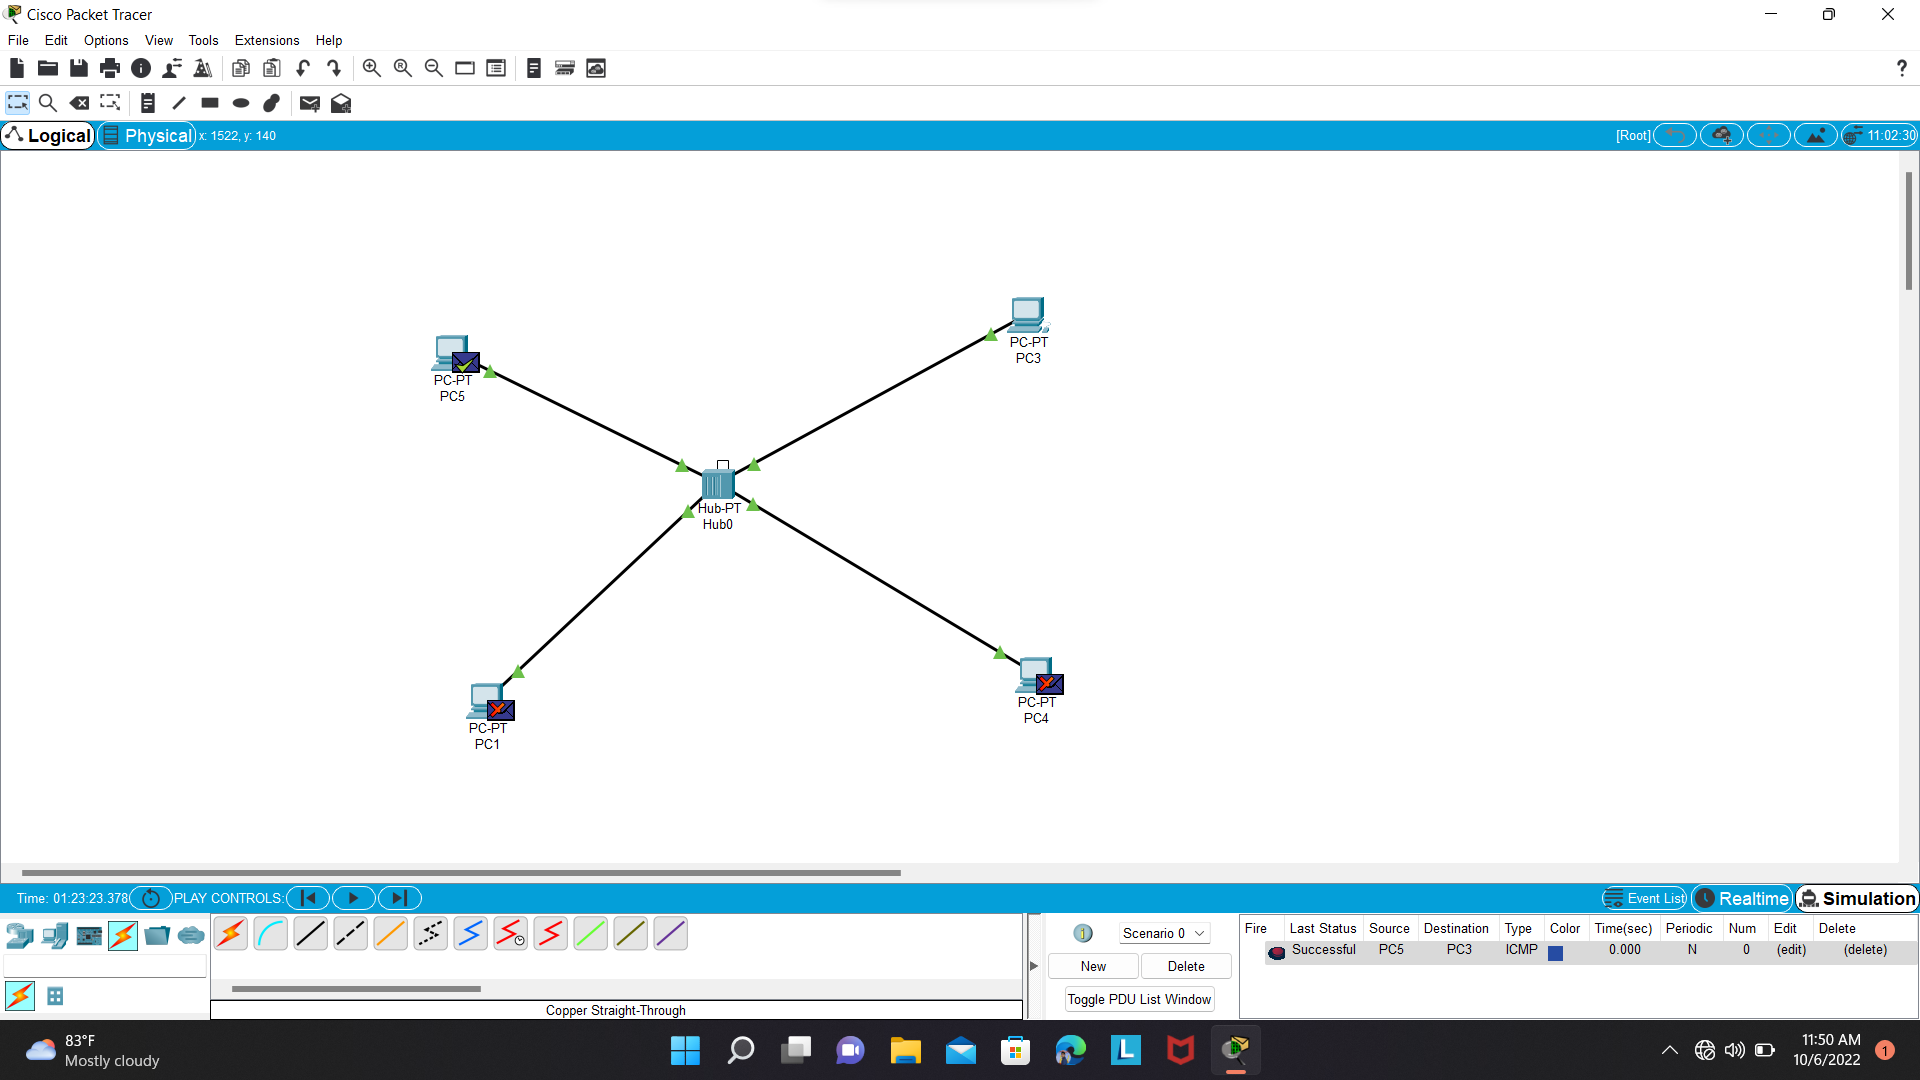 Cisco Packet Tracer
File Edit Options View Tools Extensions Help
Logical Physical x: 1522, y: 140 [Root] 11:02:30
PC-PT
PC3
PC-PT
PC5
Hub-PT
Hub0
PC-PT
PC4
PC-PT
PC1
Time: 01:23:23.378 PLAY CONTROLS: Event List Realtime Simulation
Scenario 0
New Delete
Toggle PDU List Window
Fire Last Status Source Destination Type Color Time(sec) Periodic Num Edit Delete
Successful PC5 PC3 ICMP 0.000 N 0 (edit) (delete)
Copper Straight-Through
83°F
Mostly cloudy
11:50 AM
10/6/2022
1